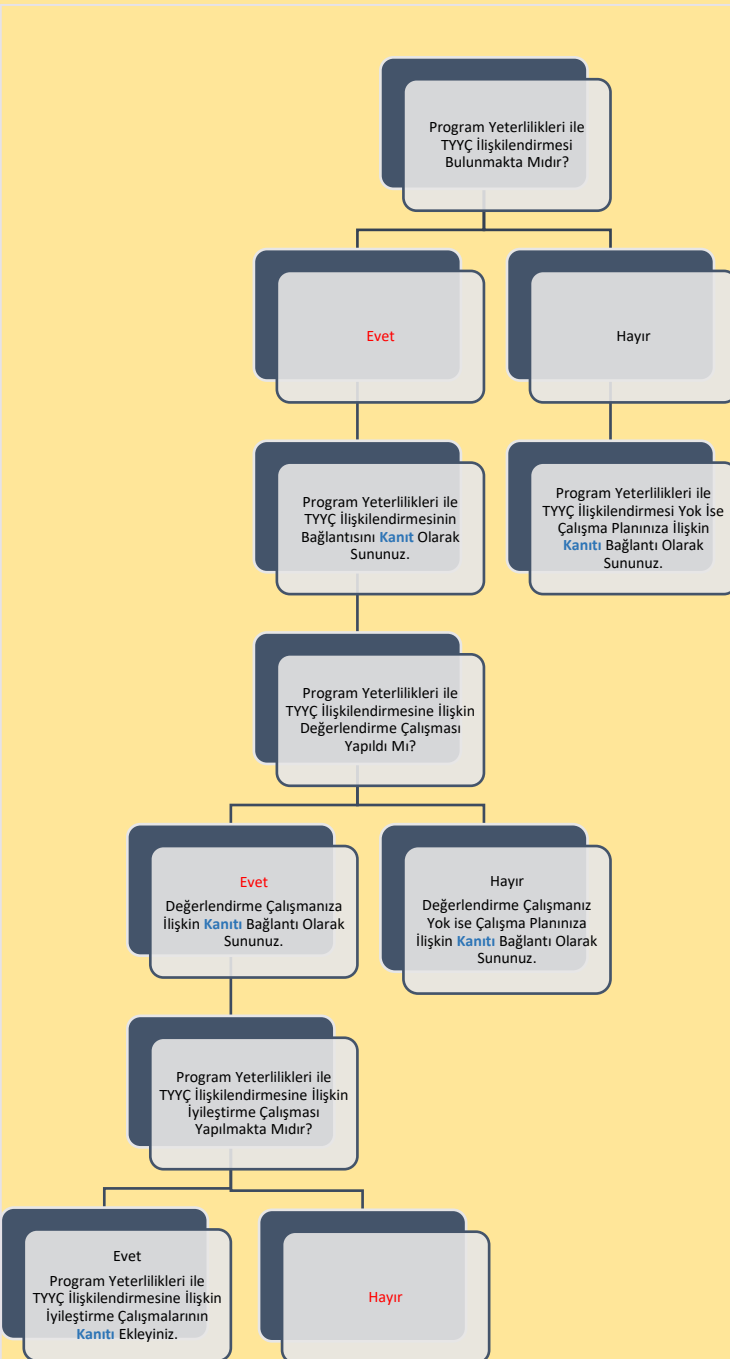 Program Yeterlilikleri ile
TYYÇ İlişkilendirmesi
Bulunmakta Mıdır?
Evet
Hayır
Program Yeterlilikleri ile
TYYÇ İlişkilendirmesinin
Bağlantısını Kanıt Olarak
Sununuz.
Program Yeterlilikleri ile
TYYÇ İlişkilendirmesi Yok İse
Çalışma Planınıza İlişkin
Kanıtı Bağlantı Olarak
Sununuz.
Program Yeterlilikleri ile
TYYÇ İlişkilendirmesine İlişkin
Değerlendirme Çalışması
Yapıldı Mı?
Evet
Değerlendirme Çalışmanıza
İlişkin Kanıtı Bağlantı Olarak
Sununuz.
Hayır
Değerlendirme Çalışmanız
Yok ise Çalışma Planınıza
İlişkin Kanıtı Bağlantı Olarak
Sununuz.
Program Yeterlilikleri ile
TYYÇ İlişkilendirmesine İlişkin
İyileştirme Çalışması
Yapılmakta Mıdır?
Evet
Program Yeterlilikleri ile
TYYÇ İlişkilendirmesine İlişkin
İyileştirme Çalışmalarının
Kanıtı Ekleyiniz.
Hayır